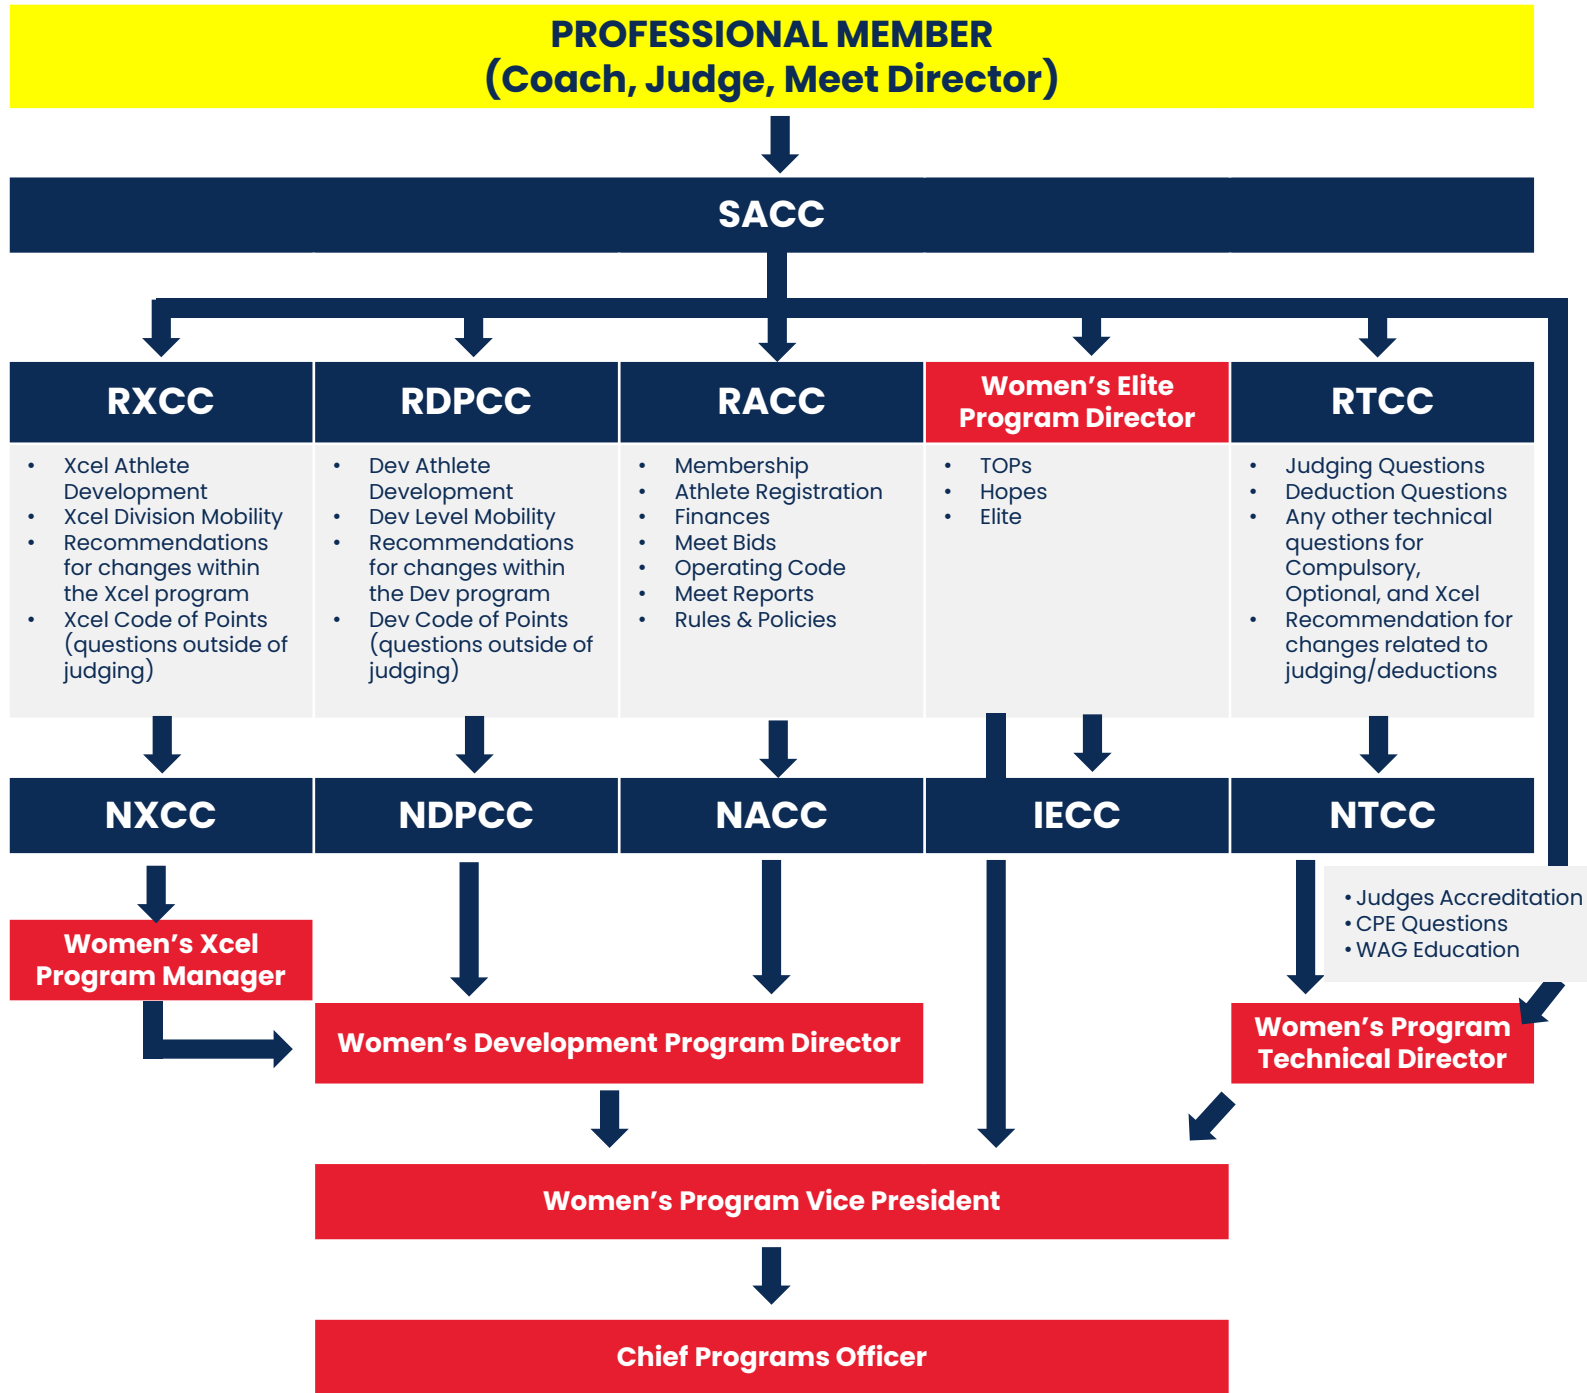 PROFESSIONAL MEMBER
(Coach, Judge, Meet Director)
SACC
RXCC
RDPCC
RACC
Women's Elite
Program Director
RTCC
• Xcel Athlete
Development
• Xcel Division Mobility
• Recommendations
for changes within
the Xcel program
• Xcel Code of Points
(questions outside of
judging)
• Dev Athlete
Development
• Dev Level Mobility
• Recommendations
for changes within
the Dev program
• Dev Code of Points
(questions outside of
judging)
• Membership
• Athlete Registration
• Finances
• Meet Bids
• Operating Code
• Meet Reports
• Rules & Policies
• TOPs
• Hopes
• Elite
• Judging Questions
• Deduction Questions
• Any other technical
questions for
Compulsory,
Optional, and Xcel
• Recommendation for
changes related to
judging/deductions
NXCC
NDPCC
NACC
IECC
NTCC
• Judges Accreditation
• CPE Questions
• WAG Education
Women's Xcel
Program Manager
Women's Development Program Director
Women's Program
Technical Director
Women's Program Vice President
Chief Programs Officer